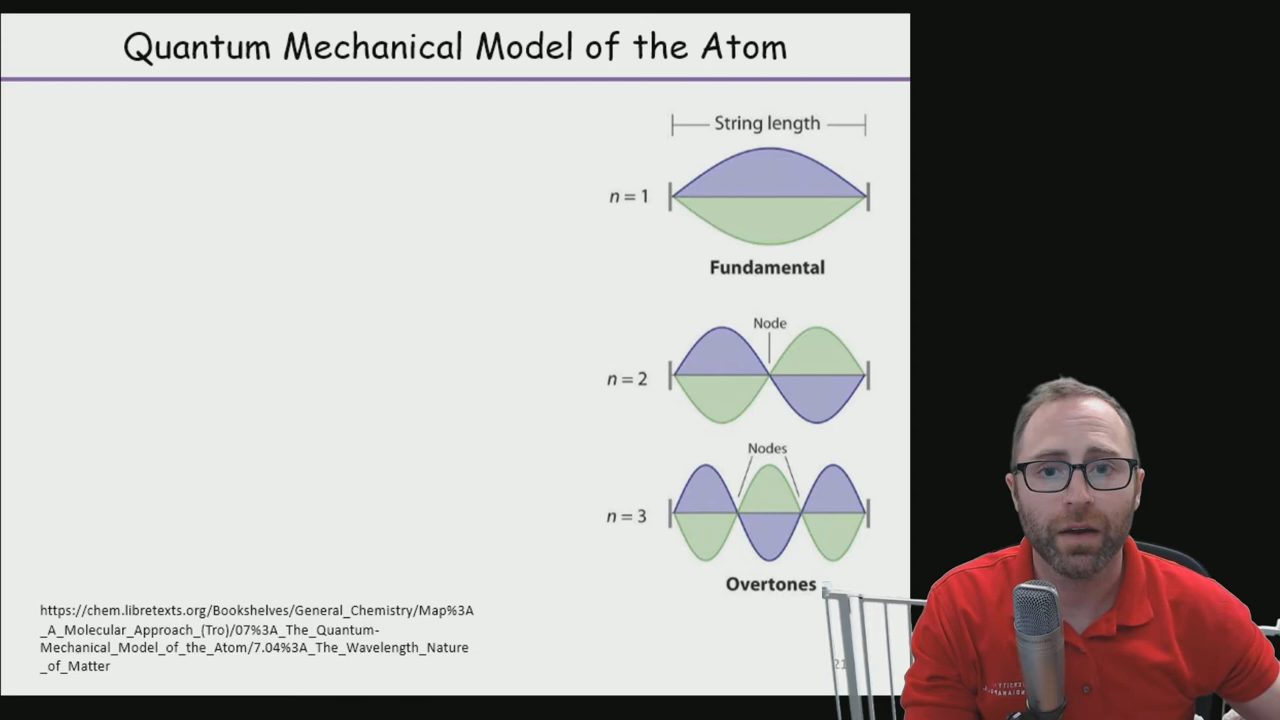 Quantum Mechanical Model of the Atom
String length
n = 1
Fundamental
Node
n = 2
Nodes
n = 3
Overtones
https://chem.libretexts.org/Bookshelves/General_Chemistry/Map%3A
_A_Molecular_Approach_(Tro)/07%3A_The_Quantum-
Mechanical_Model_of_the_Atom/7.04%3A_The_Wavelength_Nature
_of_Matter
21